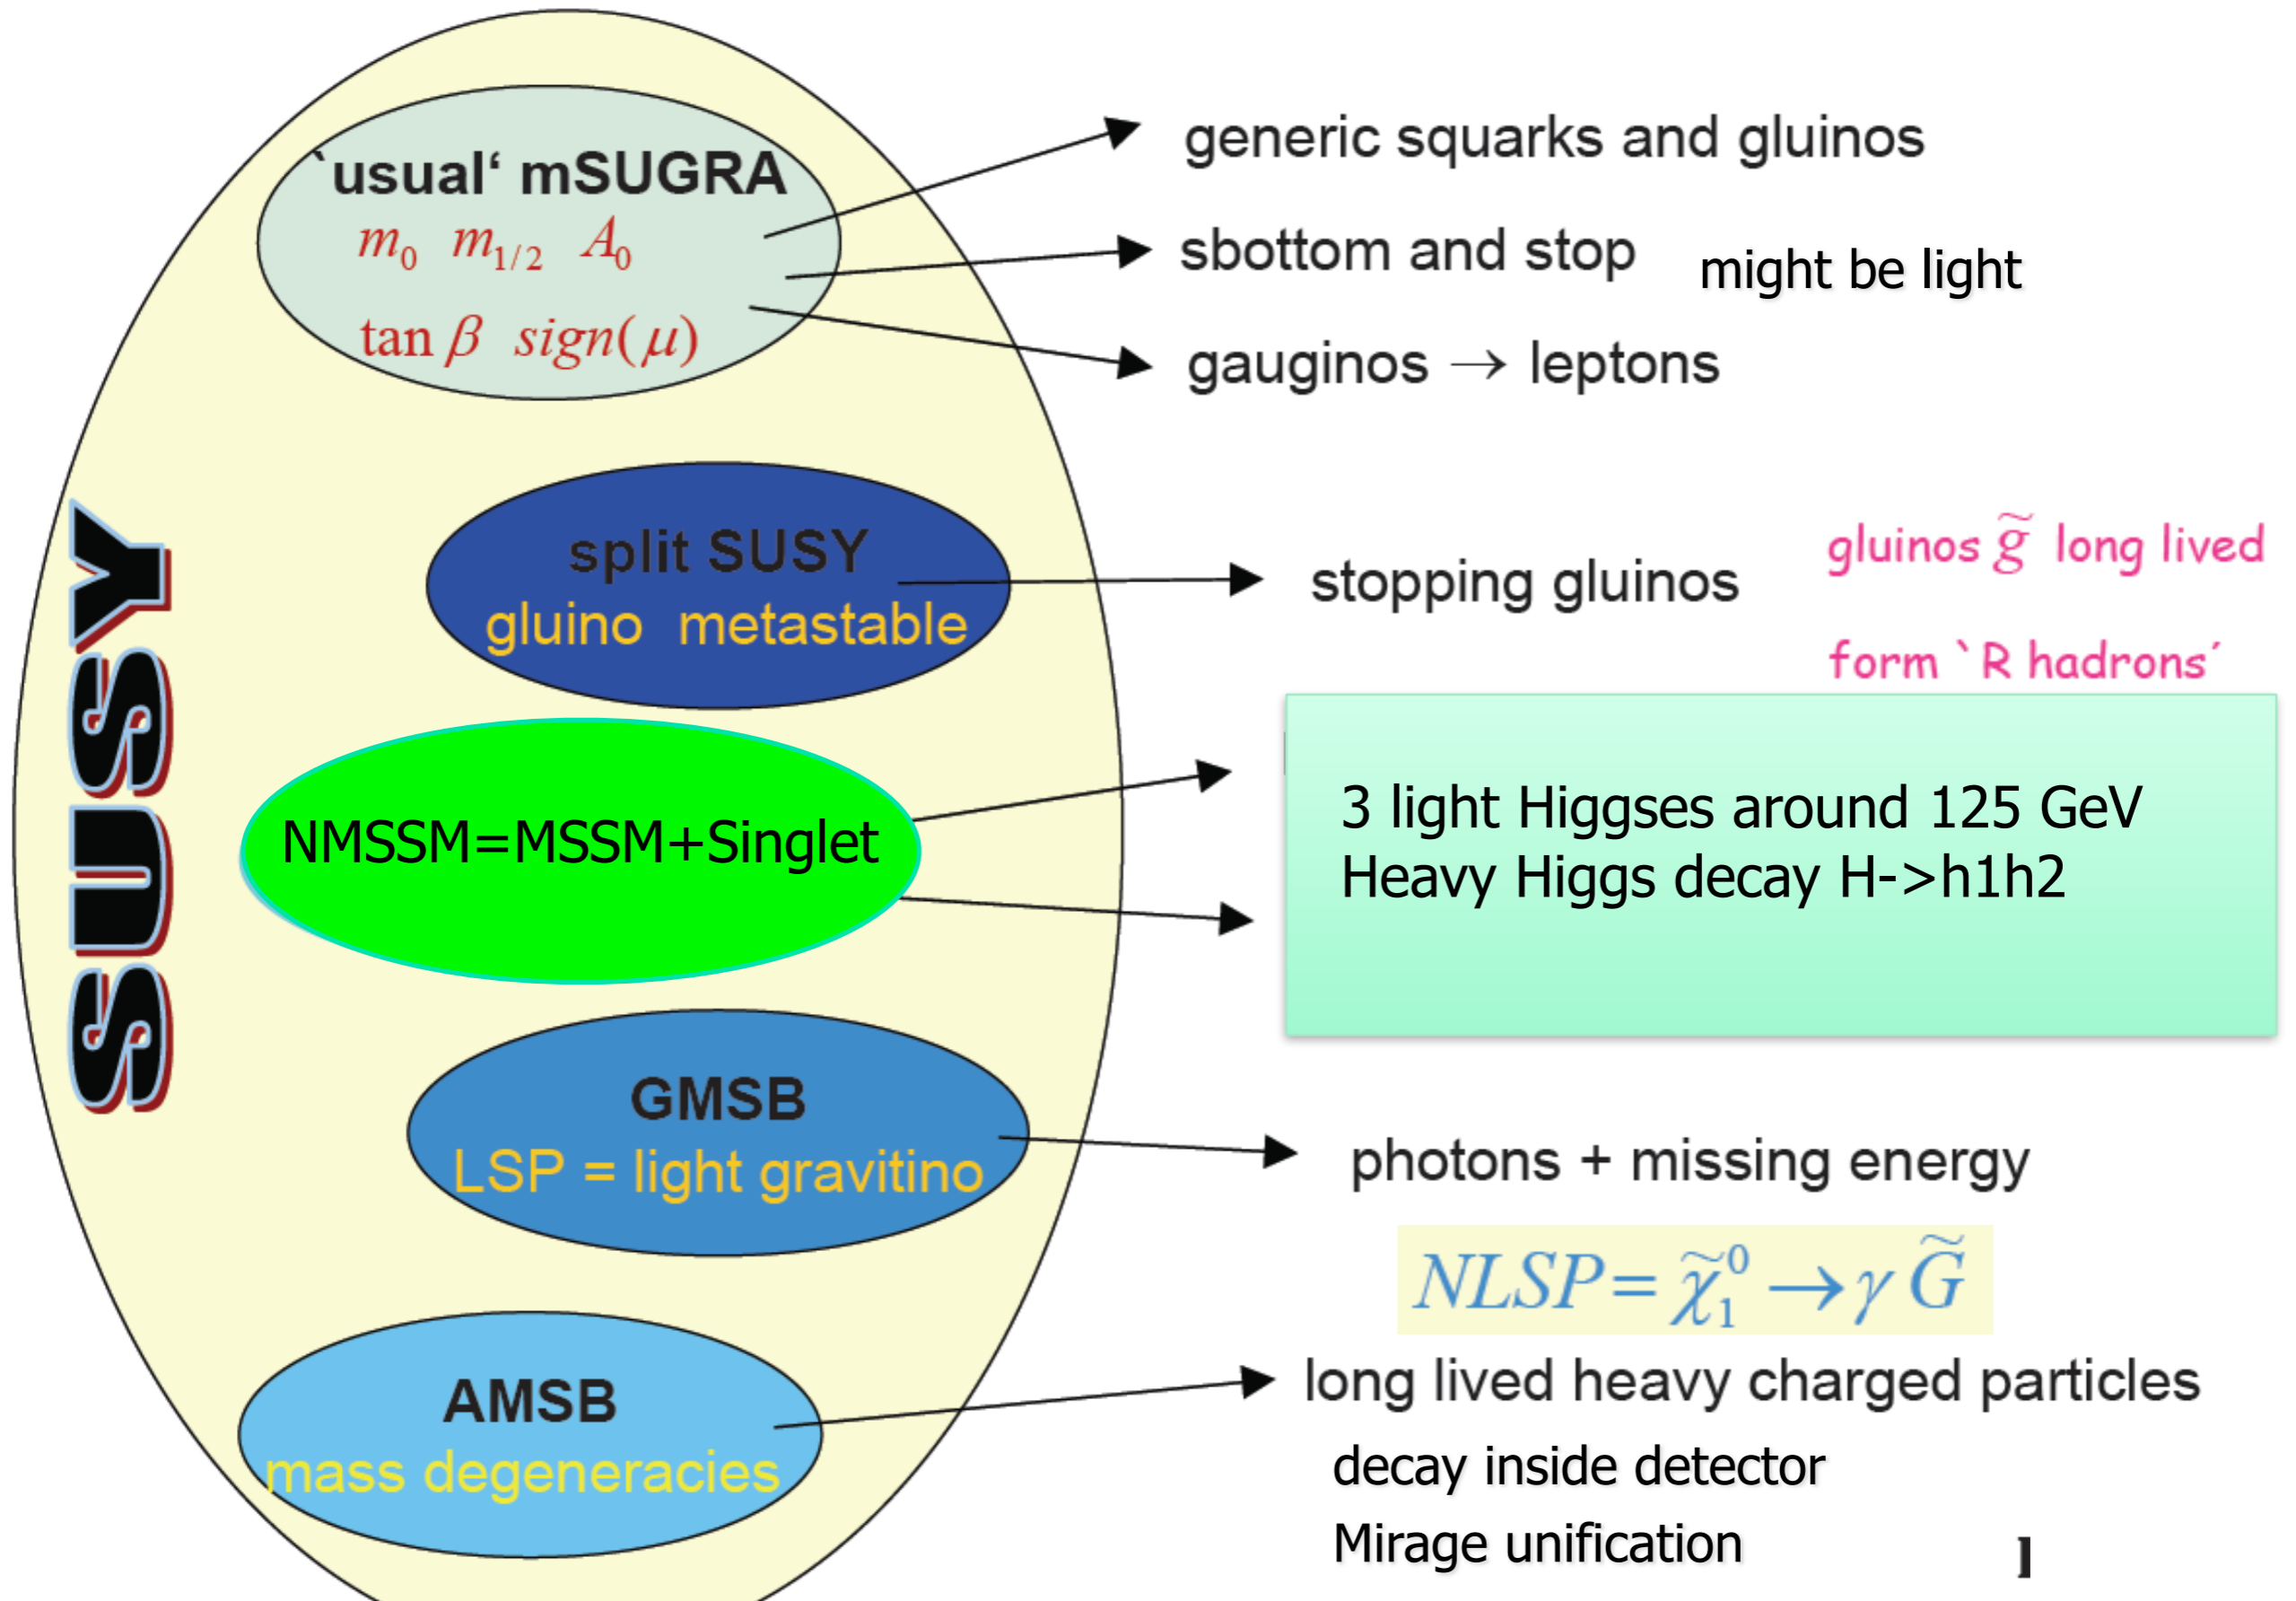 SUSY
`usual‘ mSUGRA
m₀ m₁/₂ A₀
tan β sign(μ)
generic squarks and gluinos
sbottom and stop might be light
gauginos → leptons
split SUSY
gluino metastable
stopping gluinos
gluinos g̃ long lived
form `R hadrons´
NMSSM=MSSM+Singlet
3 light Higgses around 125 GeV
Heavy Higgs decay H->h1h2
GMSB
LSP = light gravitino
photons + missing energy
NLSP = χ̃₁⁰ → γ G̃
AMSB
mass degeneracies
long lived heavy charged particles
decay inside detector
Mirage unification